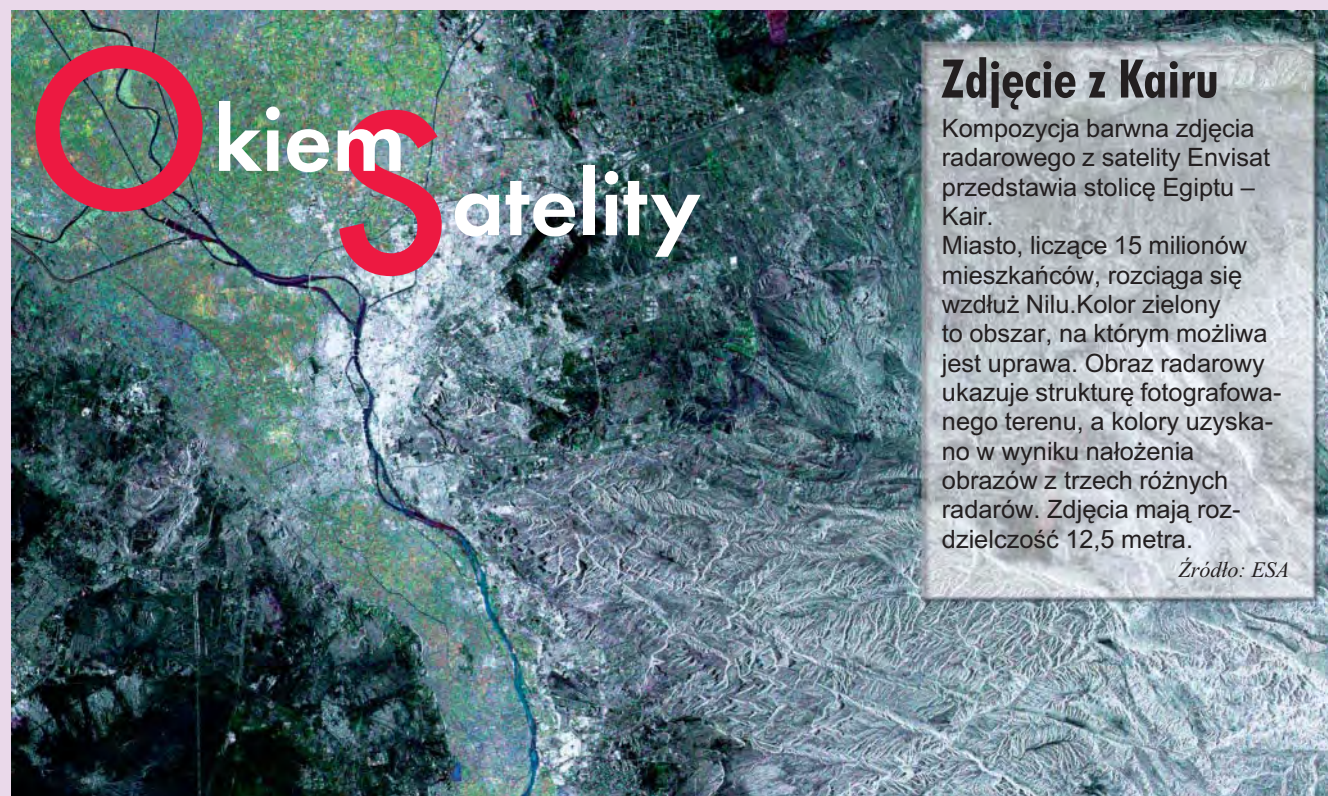 Okiem
Satelity
Zdjęcie z Kairu
Kompozycja barwna zdjęcia
radarowego z satelity Envisat
przedstawia stolicę Egiptu –
Kair.
Miasto, liczące 15 milionów
mieszkańców, rozciąga się
wzdłuż Nilu.Kolor zielony
to obszar, na którym możliwa
jest uprawa. Obraz radarowy
ukazuje strukturę fotografowa-
nego terenu, a kolory uzyska-
no w wyniku nałożenia
obrazów z trzech różnych
radarów. Zdjęcia mają roz-
dzielczość 12,5 metra.
Źródło: ESA